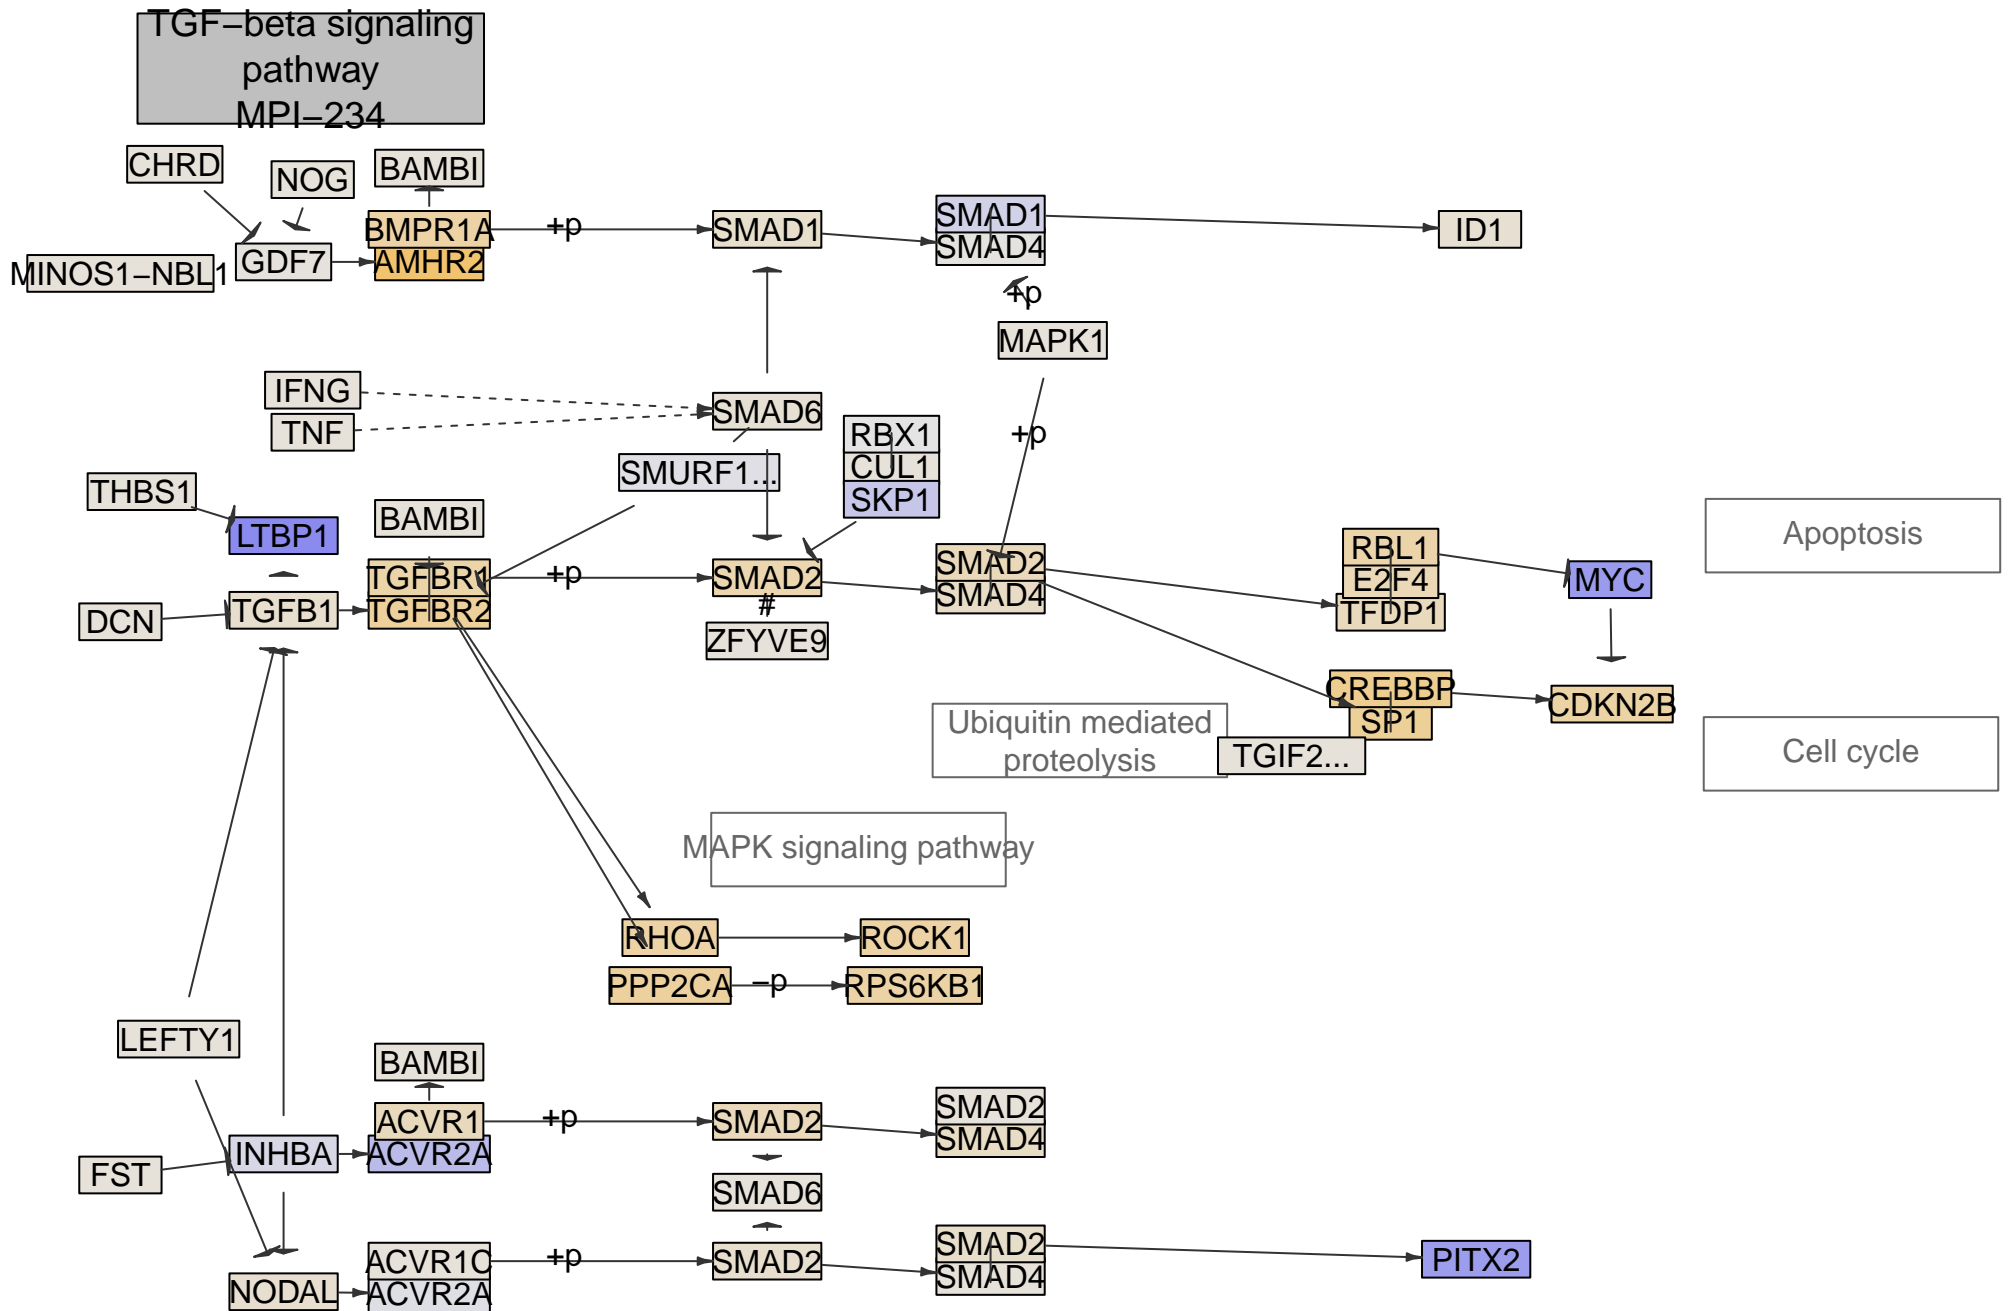 TGF−beta signaling
pathway
MPI−234
CHRD
NOG
BAMBI
BMPR1A
+p
SMAD1
SMAD1
ID1
MINOS1−NBL1
GDF7
AMHR2
SMAD4
+p
MAPK1
IFNG
SMAD6
TNF
RBX1
+p
SMURF1...
CUL1
THBS1
SKP1
BAMBI
LTBP1
Apoptosis
RBL1
TGFBR1
+p
SMAD2
SMAD2
E2F4
MYC
DCN
TGFB1
TGFBR2
#
SMAD4
TFDP1
ZFYVE9
CREBBP
CDKN2B
Ubiquitin mediated
proteolysis
SP1
TGIF2...
Cell cycle
MAPK signaling pathway
RHOA
ROCK1
PPP2CA
−p
RPS6KB1
LEFTY1
BAMBI
ACVR1
+p
SMAD2
SMAD2
SMAD4
INHBA
ACVR2A
FST
SMAD6
ACVR1C
+p
SMAD2
SMAD2
PITX2
NODAL
ACVR2A
SMAD4